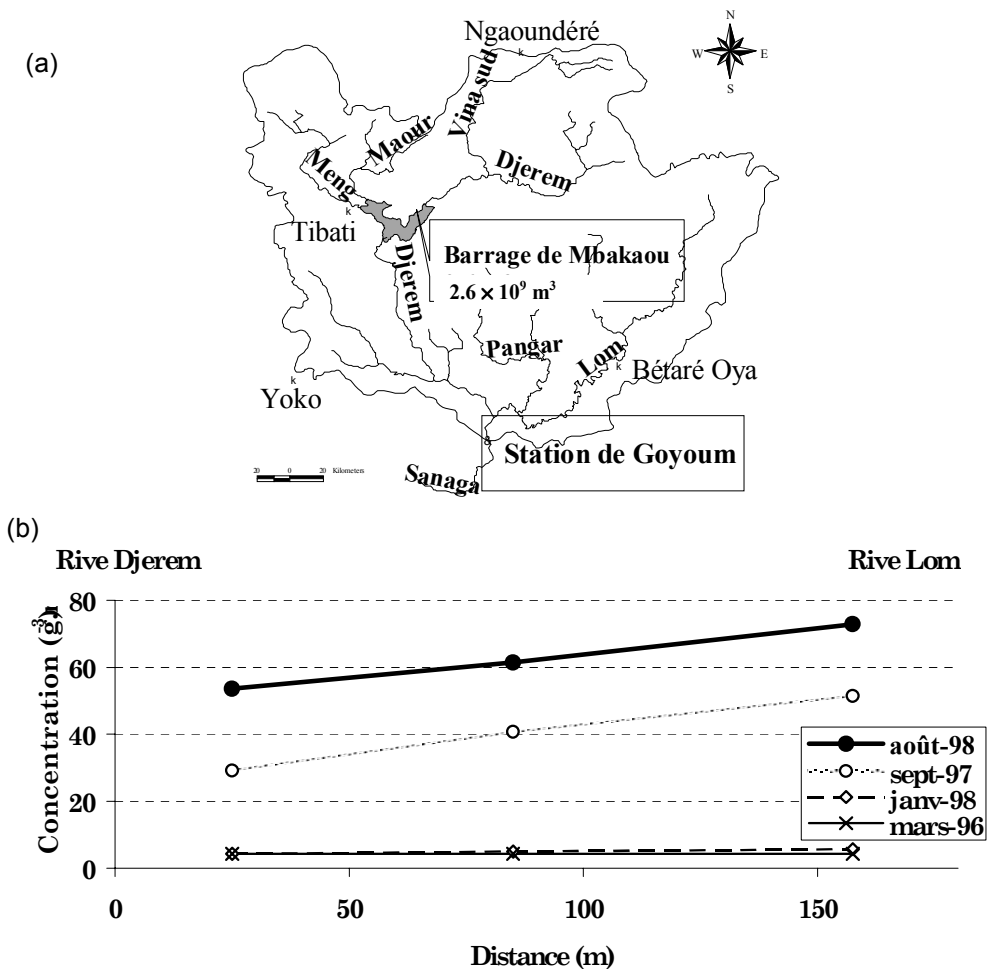 (a)
Ngaoundéré
N
W E
S
Vina sud
Maour
Meng
Djerem
Tibati
k
k
Barrage de Mbakaou
2.6 × 10⁹ m³
Djerem
Pangar
Lom
k
Bétaré Oya
k
Yoko
Station de Goyoum
Sanaga
20 0 20 Kilometers
(b)
Rive Djerem Rive Lom
Concentration
80
60
40
20
0
août-98
sept-97
janv-98
mars-96
0 50 100 150
Distance (m)